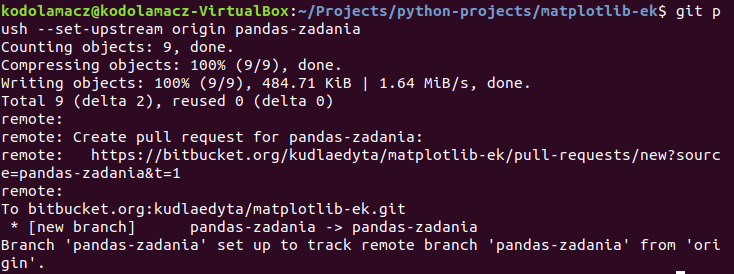 kodolamacz@kodolamacz-VirtualBox:~/Projects/python-projects/matplotlib-ek$ git p
ush --set-upstream origin pandas-zadania
Counting objects: 9, done.
Compressing objects: 100% (9/9), done.
Writing objects: 100% (9/9), 484.71 KiB | 1.64 MiB/s, done.
Total 9 (delta 2), reused 0 (delta 0)
remote:
remote: Create pull request for pandas-zadania:
remote:   https://bitbucket.org/kudlaedyta/matplotlib-ek/pull-requests/new?sourc
e=pandas-zadania&t=1
remote:
To bitbucket.org:kudlaedyta/matplotlib-ek.git
 * [new branch]      pandas-zadania -> pandas-zadania
Branch 'pandas-zadania' set up to track remote branch 'pandas-zadania' from 'ori
gin'.